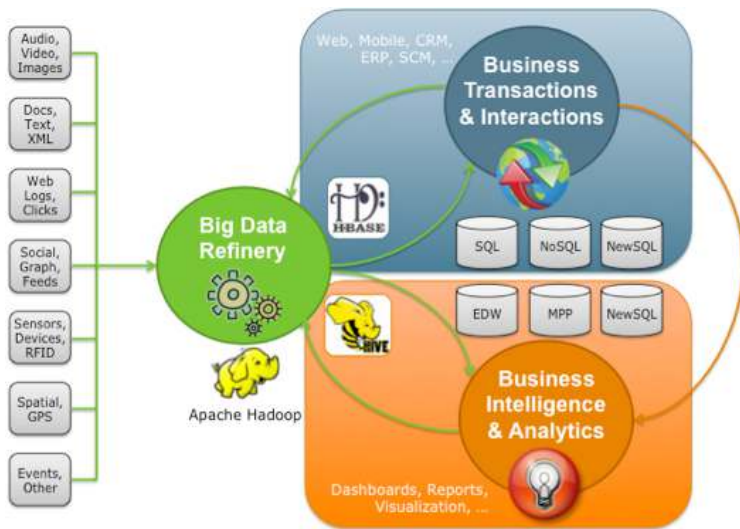 Audio,
Video,
Images
Docs,
Text,
XML
Web
Logs,
Clicks
Social,
Graph,
Feeds
Sensors,
Devices,
RFID
Spatial,
GPS
Events,
Other
Big Data
Refinery
Apache Hadoop
Web, Mobile, CRM,
ERP, SCM, ...
Business
Transactions
& Interactions
H·BASE
SQL
NoSQL
NewSQL
EDW
MPP
NewSQL
HIVE
Business
Intelligence
& Analytics
Dashboards, Reports,
Visualization, ...